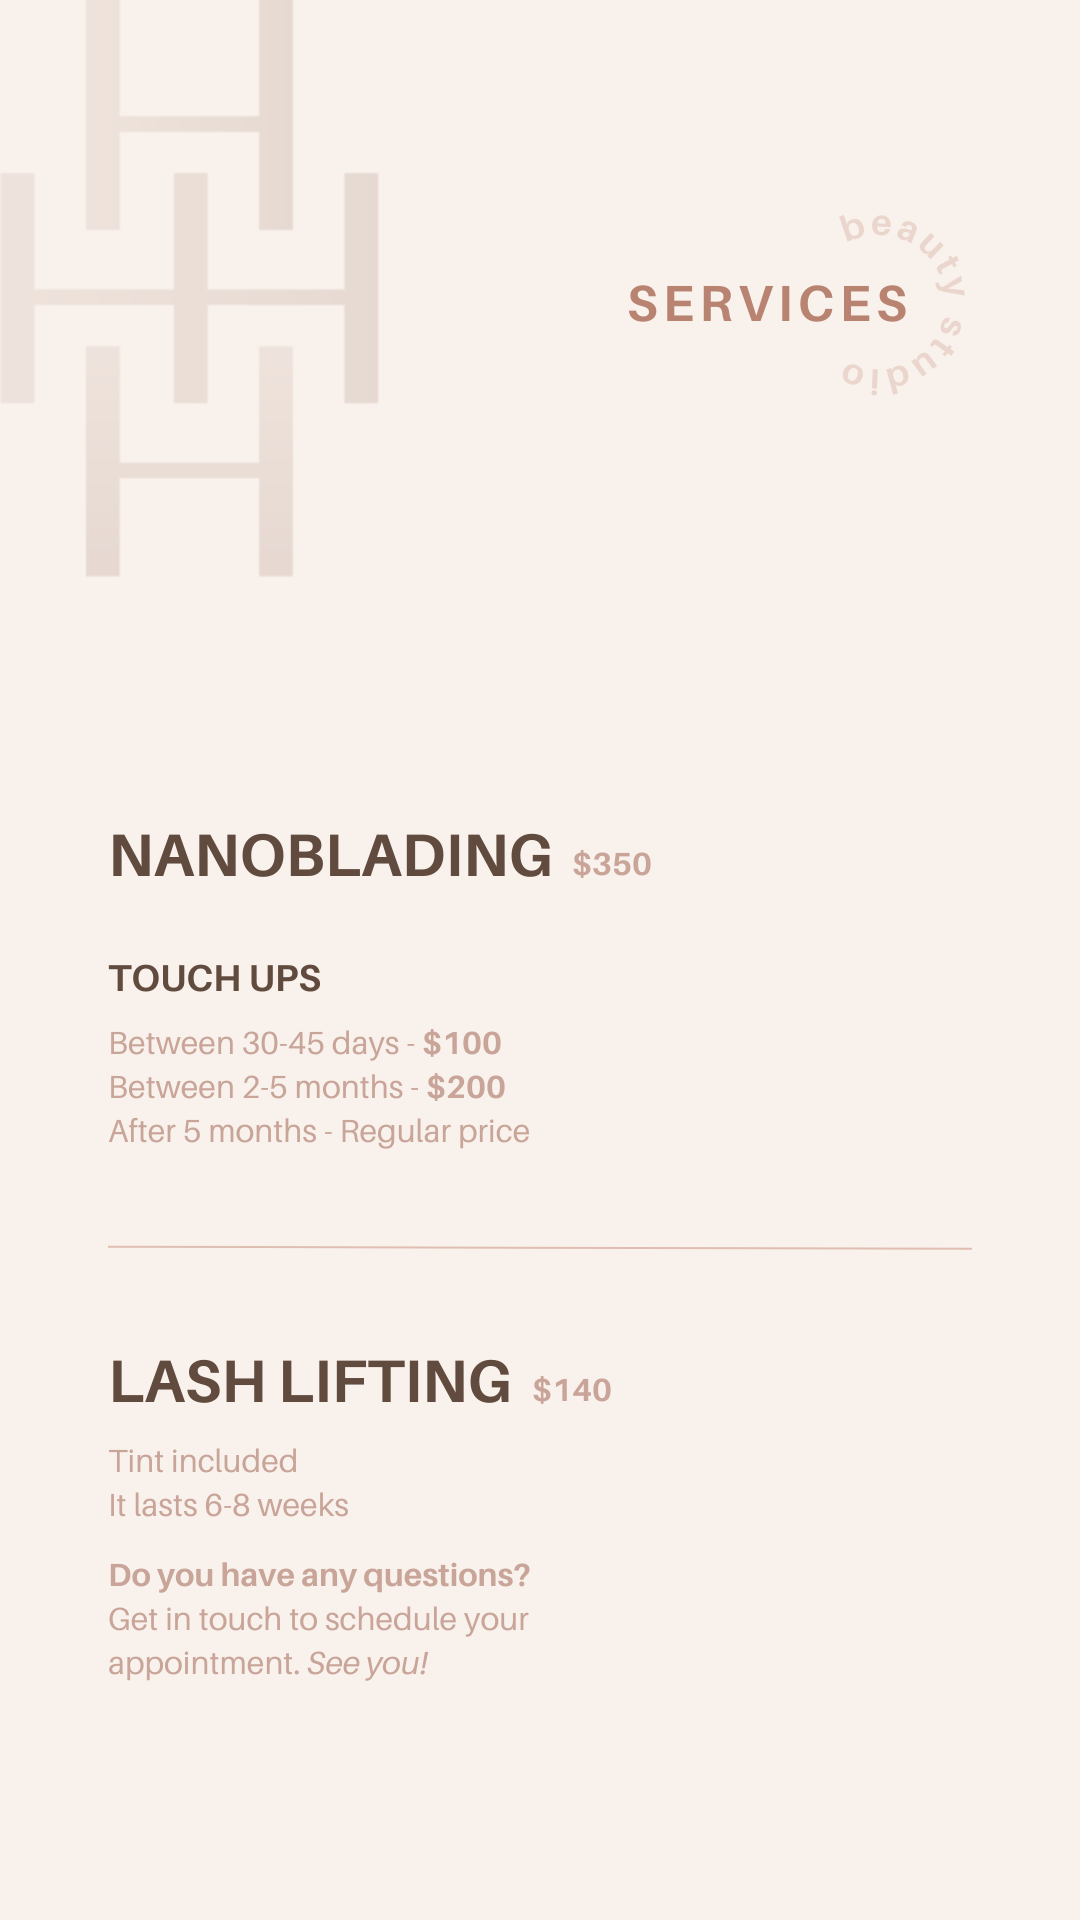 SERVICES
beauty studio
NANOBLADING $350
TOUCH UPS
Between 30-45 days - $100
Between 2-5 months - $200
After 5 months - Regular price
LASH LIFTING $140
Tint included
It lasts 6-8 weeks
Do you have any questions?
Get in touch to schedule your
appointment. See you!